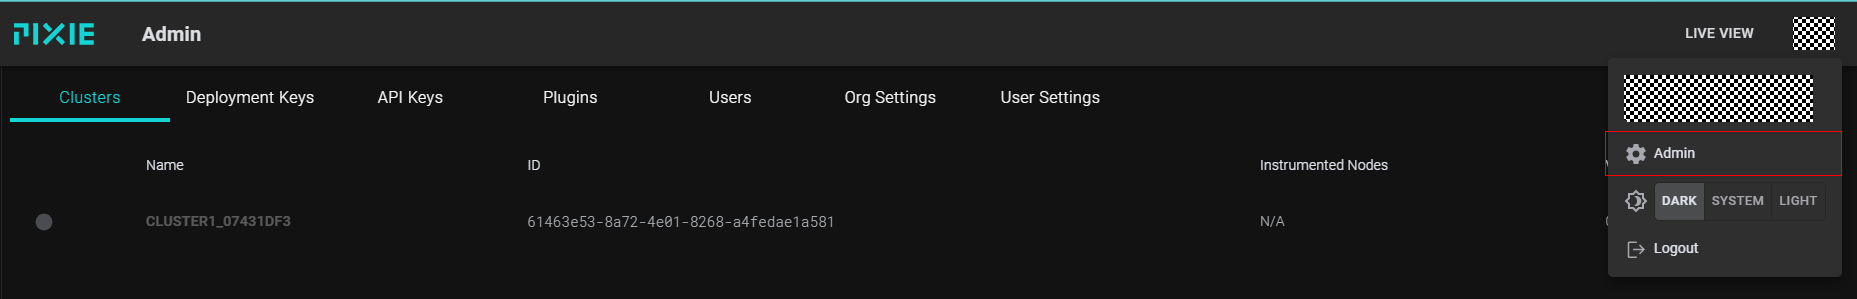 PIXIE Admin LIVE VIEW
Clusters Deployment Keys API Keys Plugins Users Org Settings User Settings
Name ID Instrumented Nodes
CLUSTER1_07431DF3 61463e53-8a72-4e01-8268-a4fedae1a581 N/A
Admin
DARK SYSTEM LIGHT
Logout